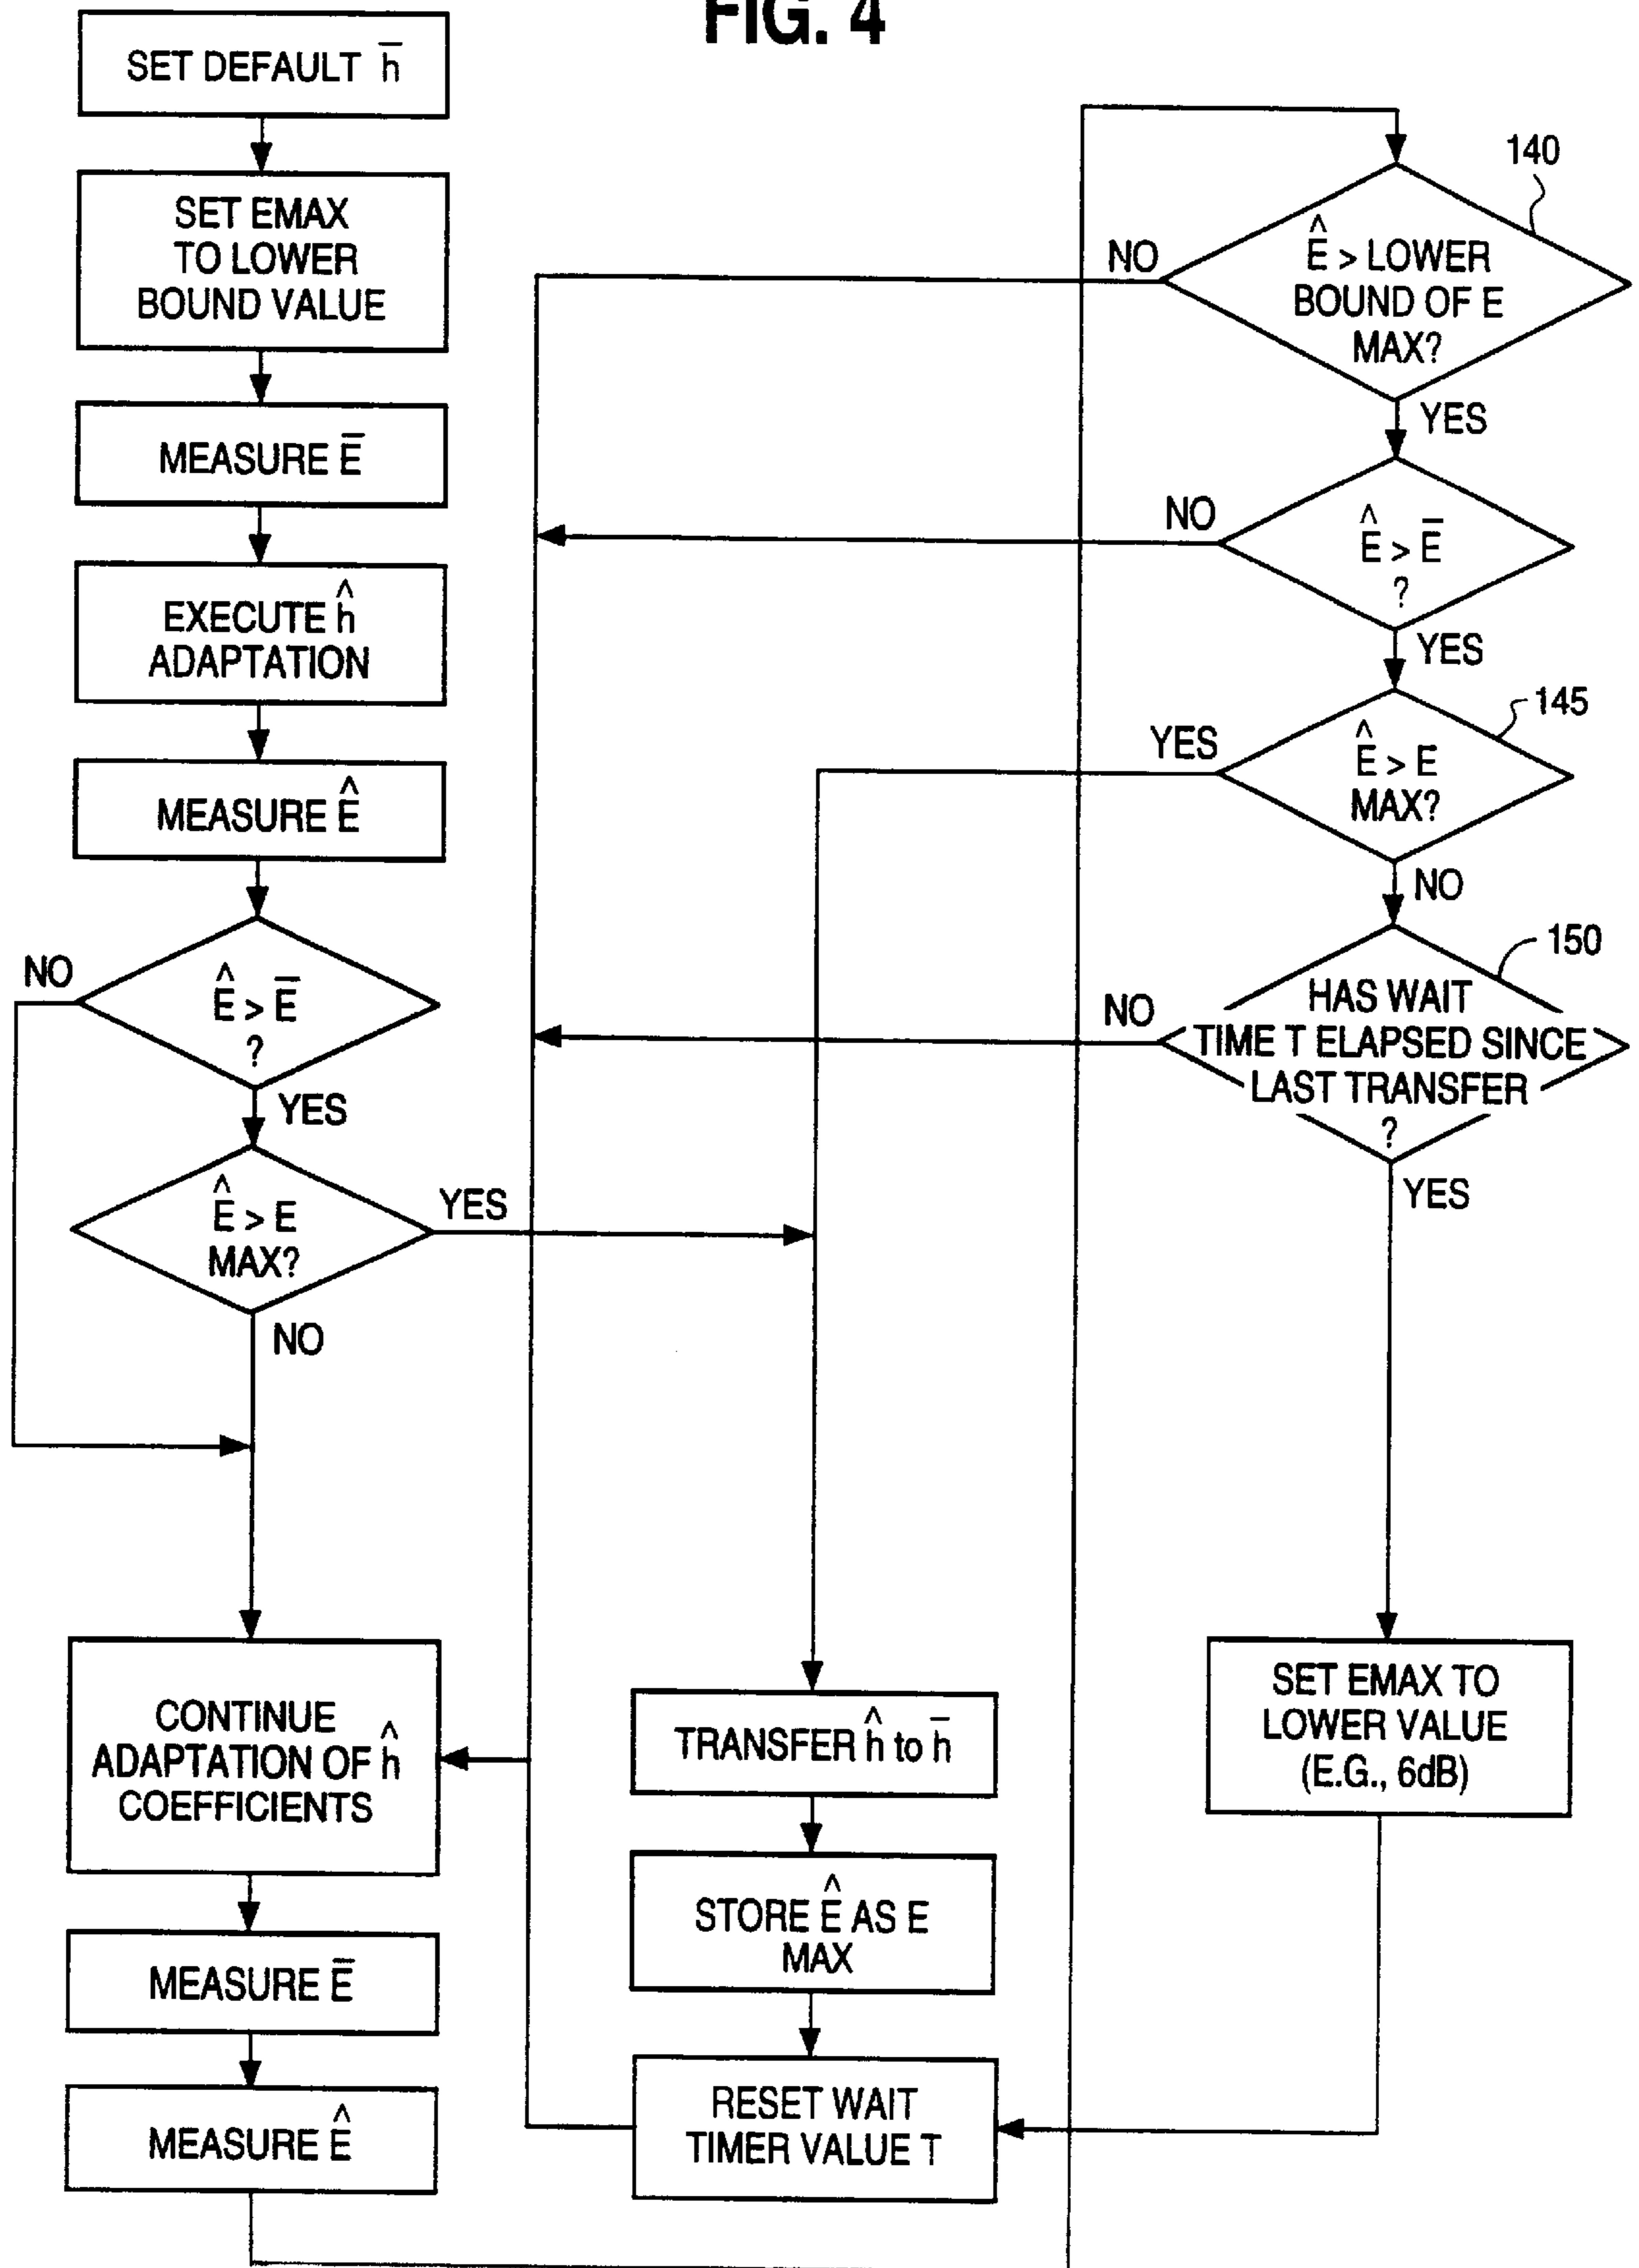 FIG. 4
SET DEFAULT h̅
SET EMAX
TO LOWER
BOUND VALUE
MEASURE E̅
EXECUTE ĥ
ADAPTATION
MEASURE Ê
Ê > E̅
?
NO
YES
Ê > E
MAX?
YES
NO
CONTINUE
ADAPTATION OF ĥ
COEFFICIENTS
MEASURE E̅
MEASURE Ê
TRANSFER ĥ to h̅
STORE Ê AS E
MAX
RESET WAIT
TIMER VALUE T
140
Ê > LOWER
BOUND OF E
MAX?
NO
YES
Ê > E̅
?
NO
YES
145
Ê > E
MAX?
YES
NO
150
HAS WAIT
TIME T ELAPSED SINCE
LAST TRANSFER
?
NO
YES
SET EMAX TO
LOWER VALUE
(E.G., 6dB)